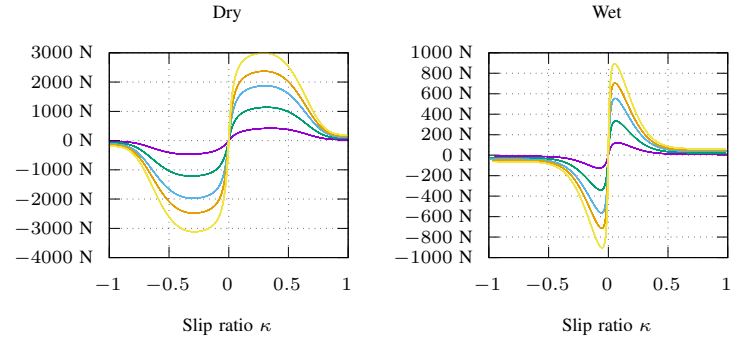 Dry
3000 N
2000 N
1000 N
0 N
−1000 N
−2000 N
−3000 N
−4000 N
−1 −0.5 0 0.5 1
Slip ratio κ
Wet
1000 N
800 N
600 N
400 N
200 N
0 N
−200 N
−400 N
−600 N
−800 N
−1000 N
−1 −0.5 0 0.5 1
Slip ratio κ